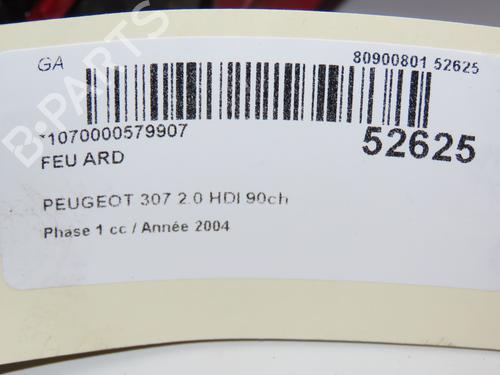 B-PARTS
GA
80900801 52625
*1070000579907
52625
FEU ARD
PEUGEOT 307 2.0 HDI 90ch
Phase 1 cc / Année 2004